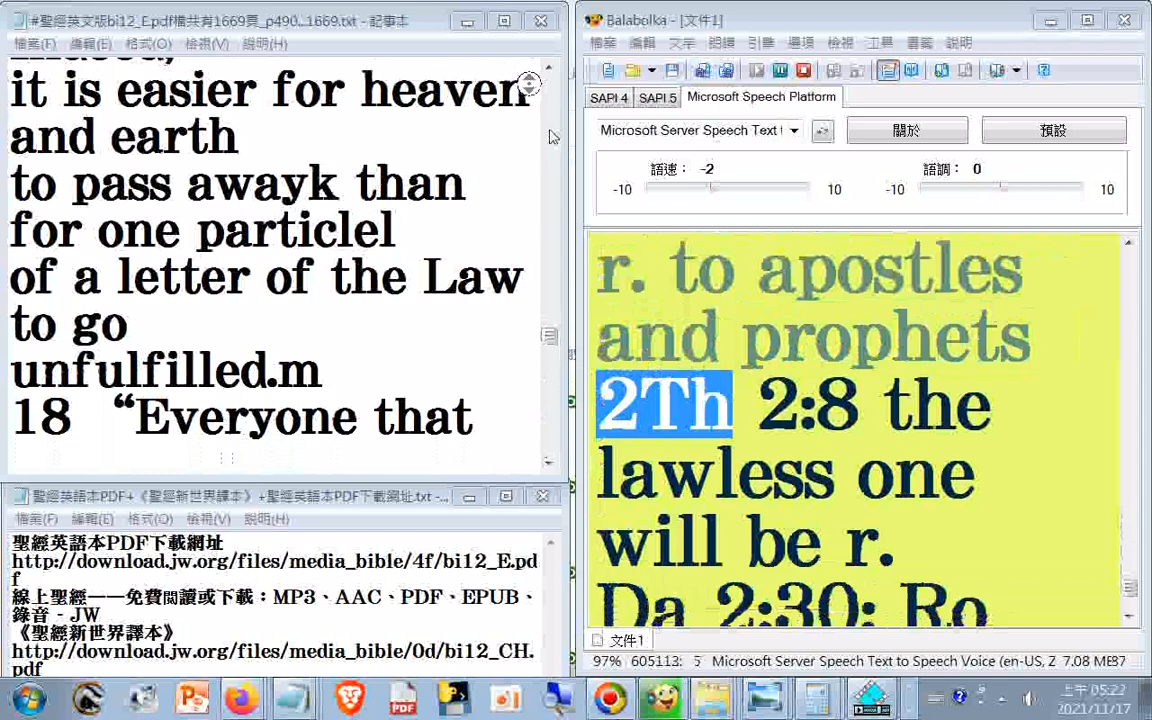 #聖經英文版bi12_E.pdf檔共有1669頁_p490...1669.txt - 記事本
檔案(F) 編輯(E) 格式(O) 檢視(V) 說明(H)
it is easier for heaven
and earth
to pass awayk than
for one particlel
of a letter of the Law
to go
unfulfilled.m
18 “Everyone that
聖經英語本PDF+《聖經新世界譯本》+聖經英語本PDF下載網址.txt -...
檔案(F) 編輯(E) 格式(O) 檢視(V) 說明(H)
聖經英語本PDF下載網址
http://download.jw.org/files/media_bible/4f/bi12_E.pd
f
線上聖經——免費閱讀或下載：MP3、AAC、PDF、EPUB、
錄音 - JW
《聖經新世界譯本》
http://download.jw.org/files/media_bible/0d/bi12_CH.
pdf
Balabolka - [文件1]
檔案 編輯 文字 朗讀 引擎 選項 檢視 工具 書籤 說明
SAPI 4 SAPI 5 Microsoft Speech Platform
Microsoft Server Speech Text 關於 預設
語速： -2 語調： 0
-10 10 -10 10
r. to apostles
and prophets
2Th 2:8 the
lawless one
will be r.
Da 2:30; Ro
文件1
97% 605113: 5 Microsoft Server Speech Text to Speech Voice (en-US, Z 7.08 MB
上午 05:22
2021/11/17